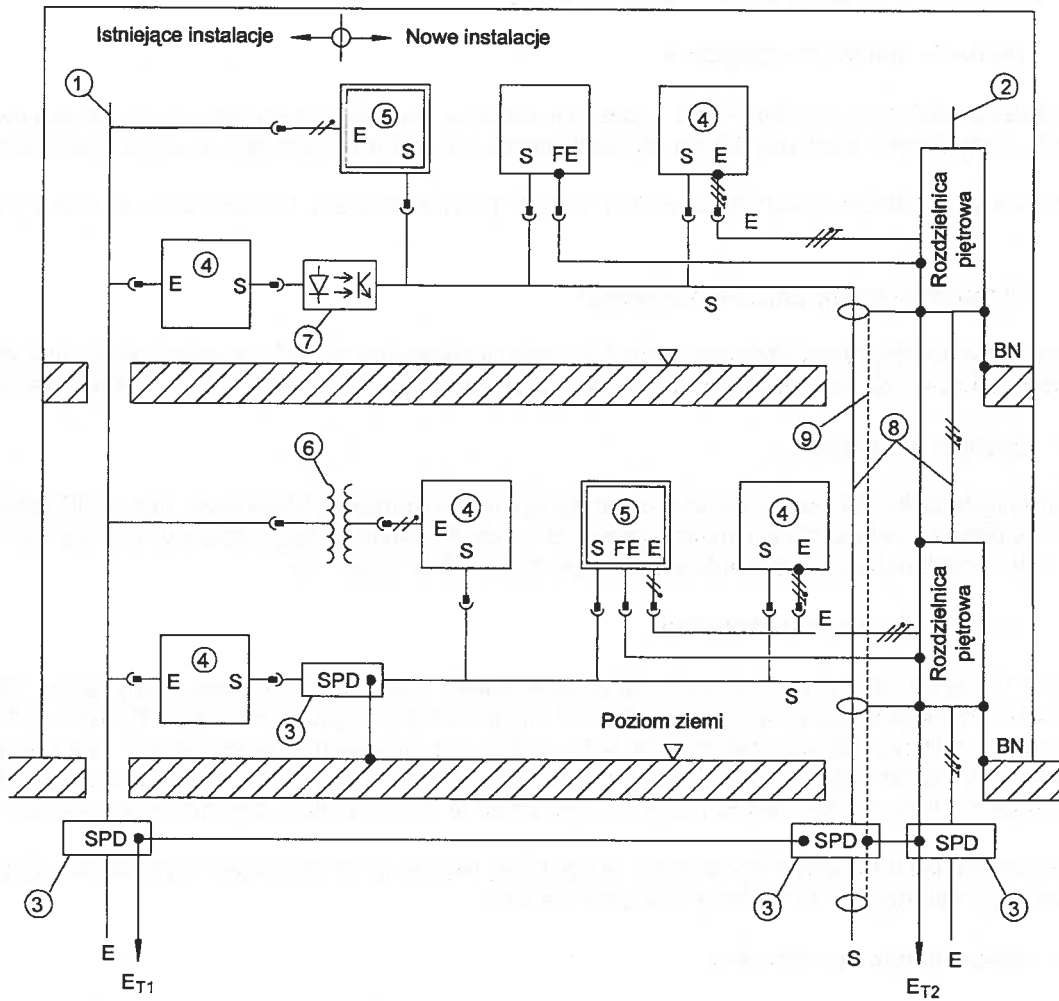 Istniejące instalacje
Nowe instalacje
1
5
E
S
S FE
4
S E
2
E
Rozdzielnica
piętrowa
4
E S
7
S
BN
9
8
6
4
E
S
5
S FE E
4
S E
E
Rozdzielnica
piętrowa
4
E S
SPD
3
S
Poziom ziemi
BN
SPD
SPD
SPD
3
3
3
E
ET1
S
ET2
E